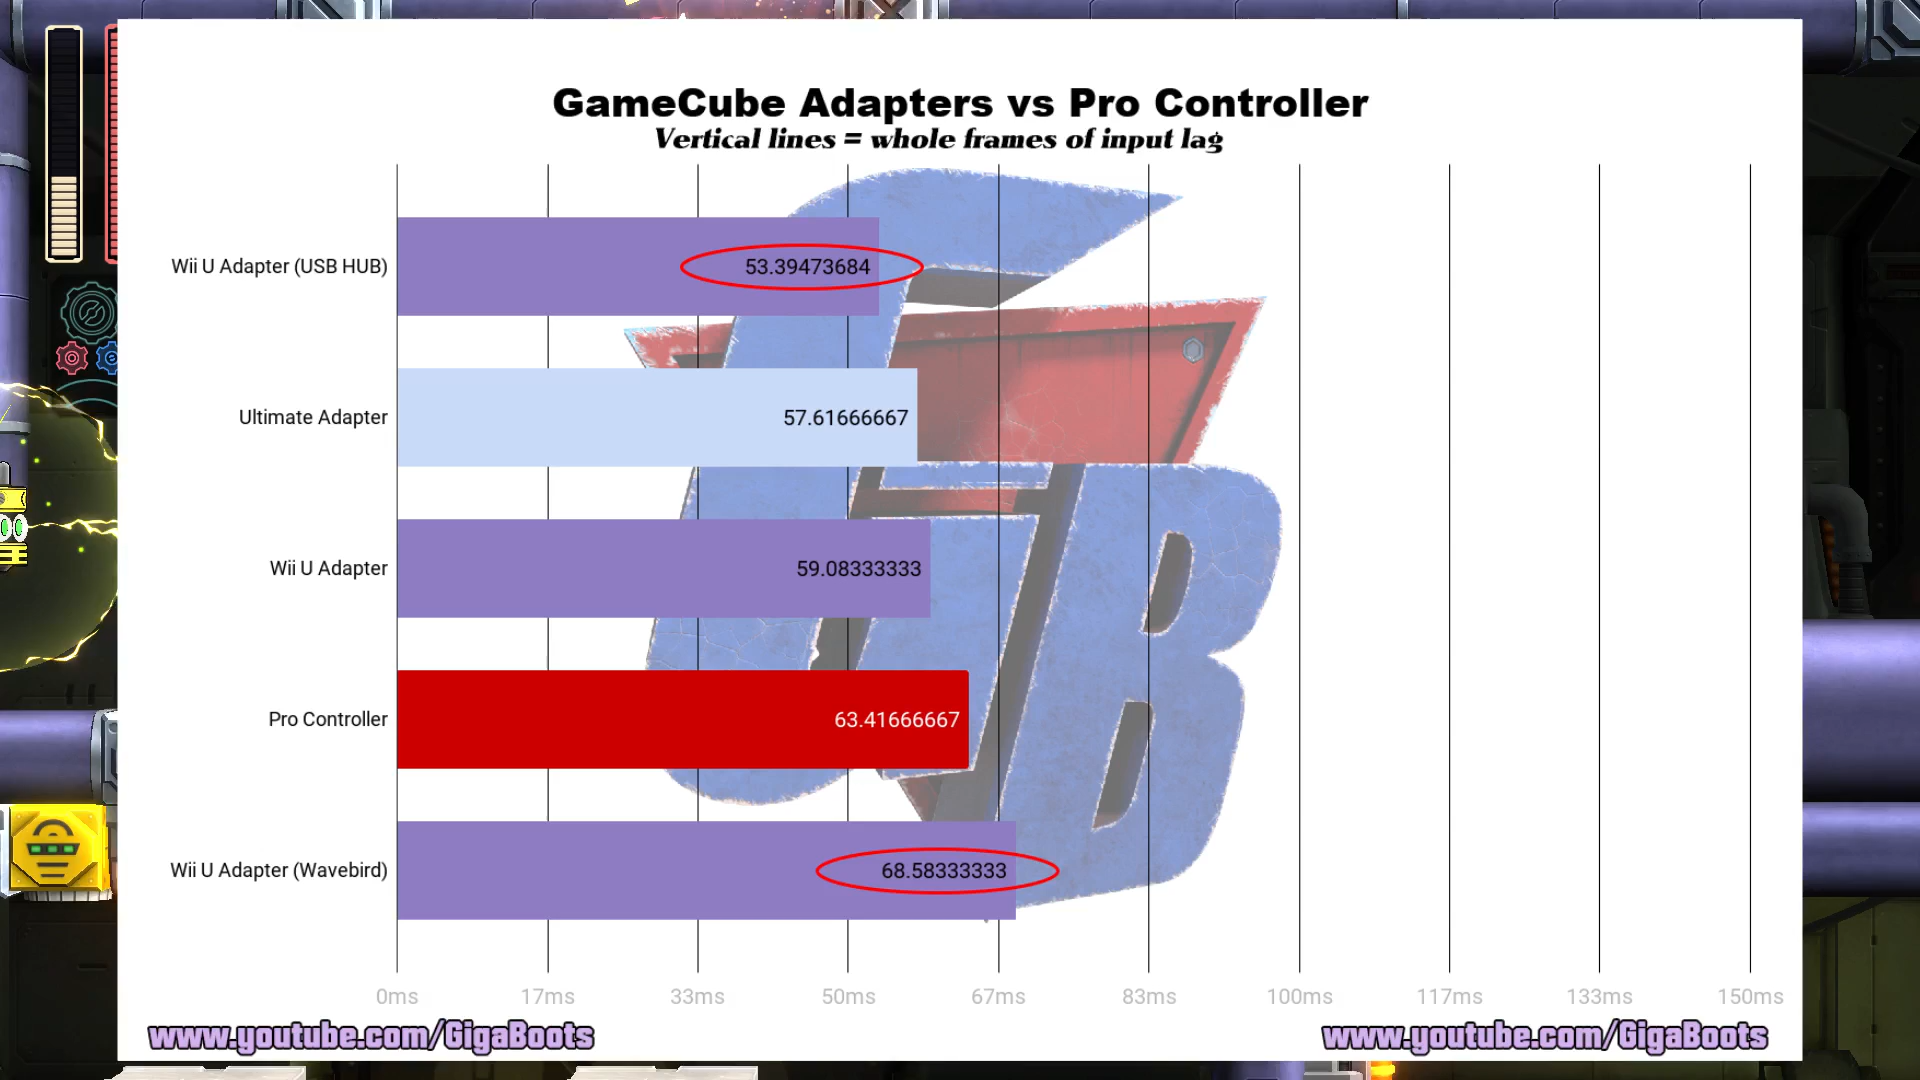 GameCube Adapters vs Pro Controller
Vertical lines = whole frames of input lag
Wii U Adapter (USB HUB)
53.39473684
Ultimate Adapter
57.61666667
Wii U Adapter
59.08333333
Pro Controller
63.41666667
Wii U Adapter (Wavebird)
68.58333333
0ms 17ms 33ms 50ms 67ms 83ms 100ms 117ms 133ms 150ms
www.youtube.com/GigaBoots www.youtube.com/GigaBoots